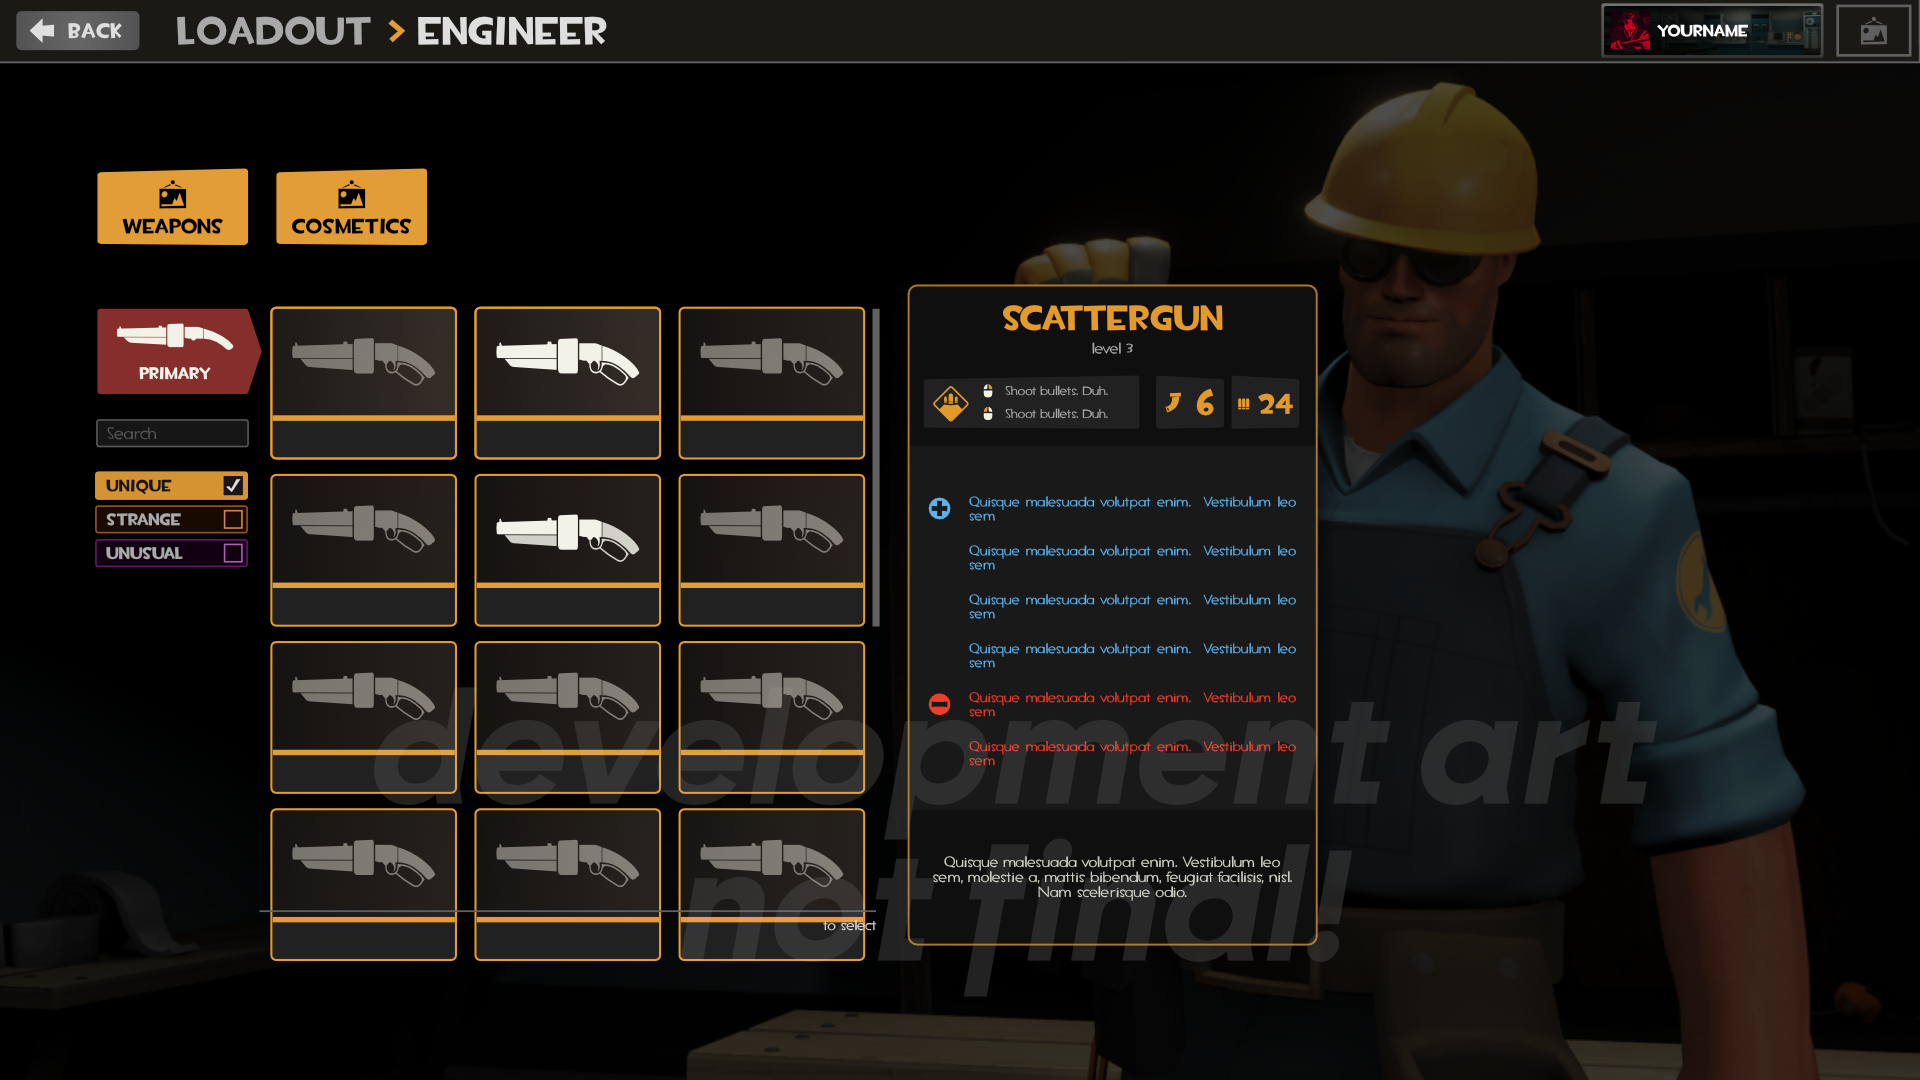 BACK
LOADOUT > ENGINEER
YOURNAME
WEAPONS
COSMETICS
PRIMARY
Search
UNIQUE
STRANGE
UNUSUAL
to select
SCATTERGUN
level 3
Shoot bullets. Duh.
Shoot bullets. Duh.
6
24
Quisque malesuada volutpat enim. Vestibulum leo
sem
Quisque malesuada volutpat enim. Vestibulum leo
sem
Quisque malesuada volutpat enim. Vestibulum leo
sem
Quisque malesuada volutpat enim. Vestibulum leo
sem
Quisque malesuada volutpat enim. Vestibulum leo
sem
Quisque malesuada volutpat enim. Vestibulum leo
sem
Quisque malesuada volutpat enim. Vestibulum leo
sem, molestie a, mattis bibendum, feugiat facilisis, nisl.
Nam scelerisque odio.
development art
not final!